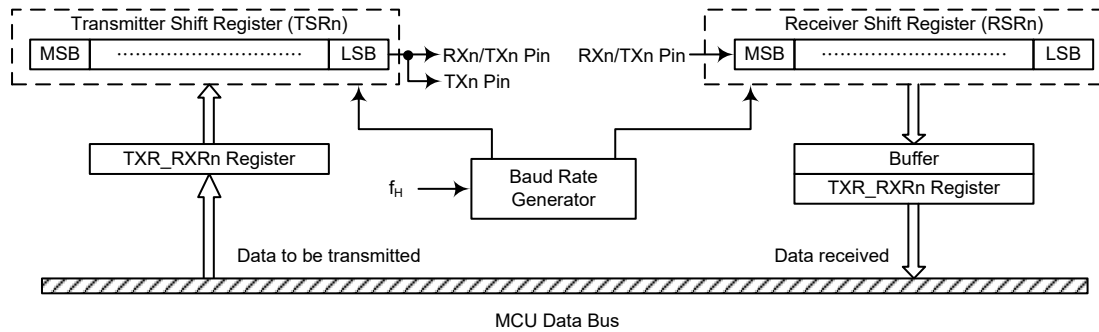 Transmitter Shift Register (TSRn)
MSB ........................................ LSB
RXn/TXn Pin
TXn Pin
Receiver Shift Register (RSRn)
RXn/TXn Pin
MSB ........................................ LSB
TXR_RXRn Register
fH
Baud Rate
Generator
Buffer
TXR_RXRn Register
Data to be transmitted
Data received
MCU Data Bus